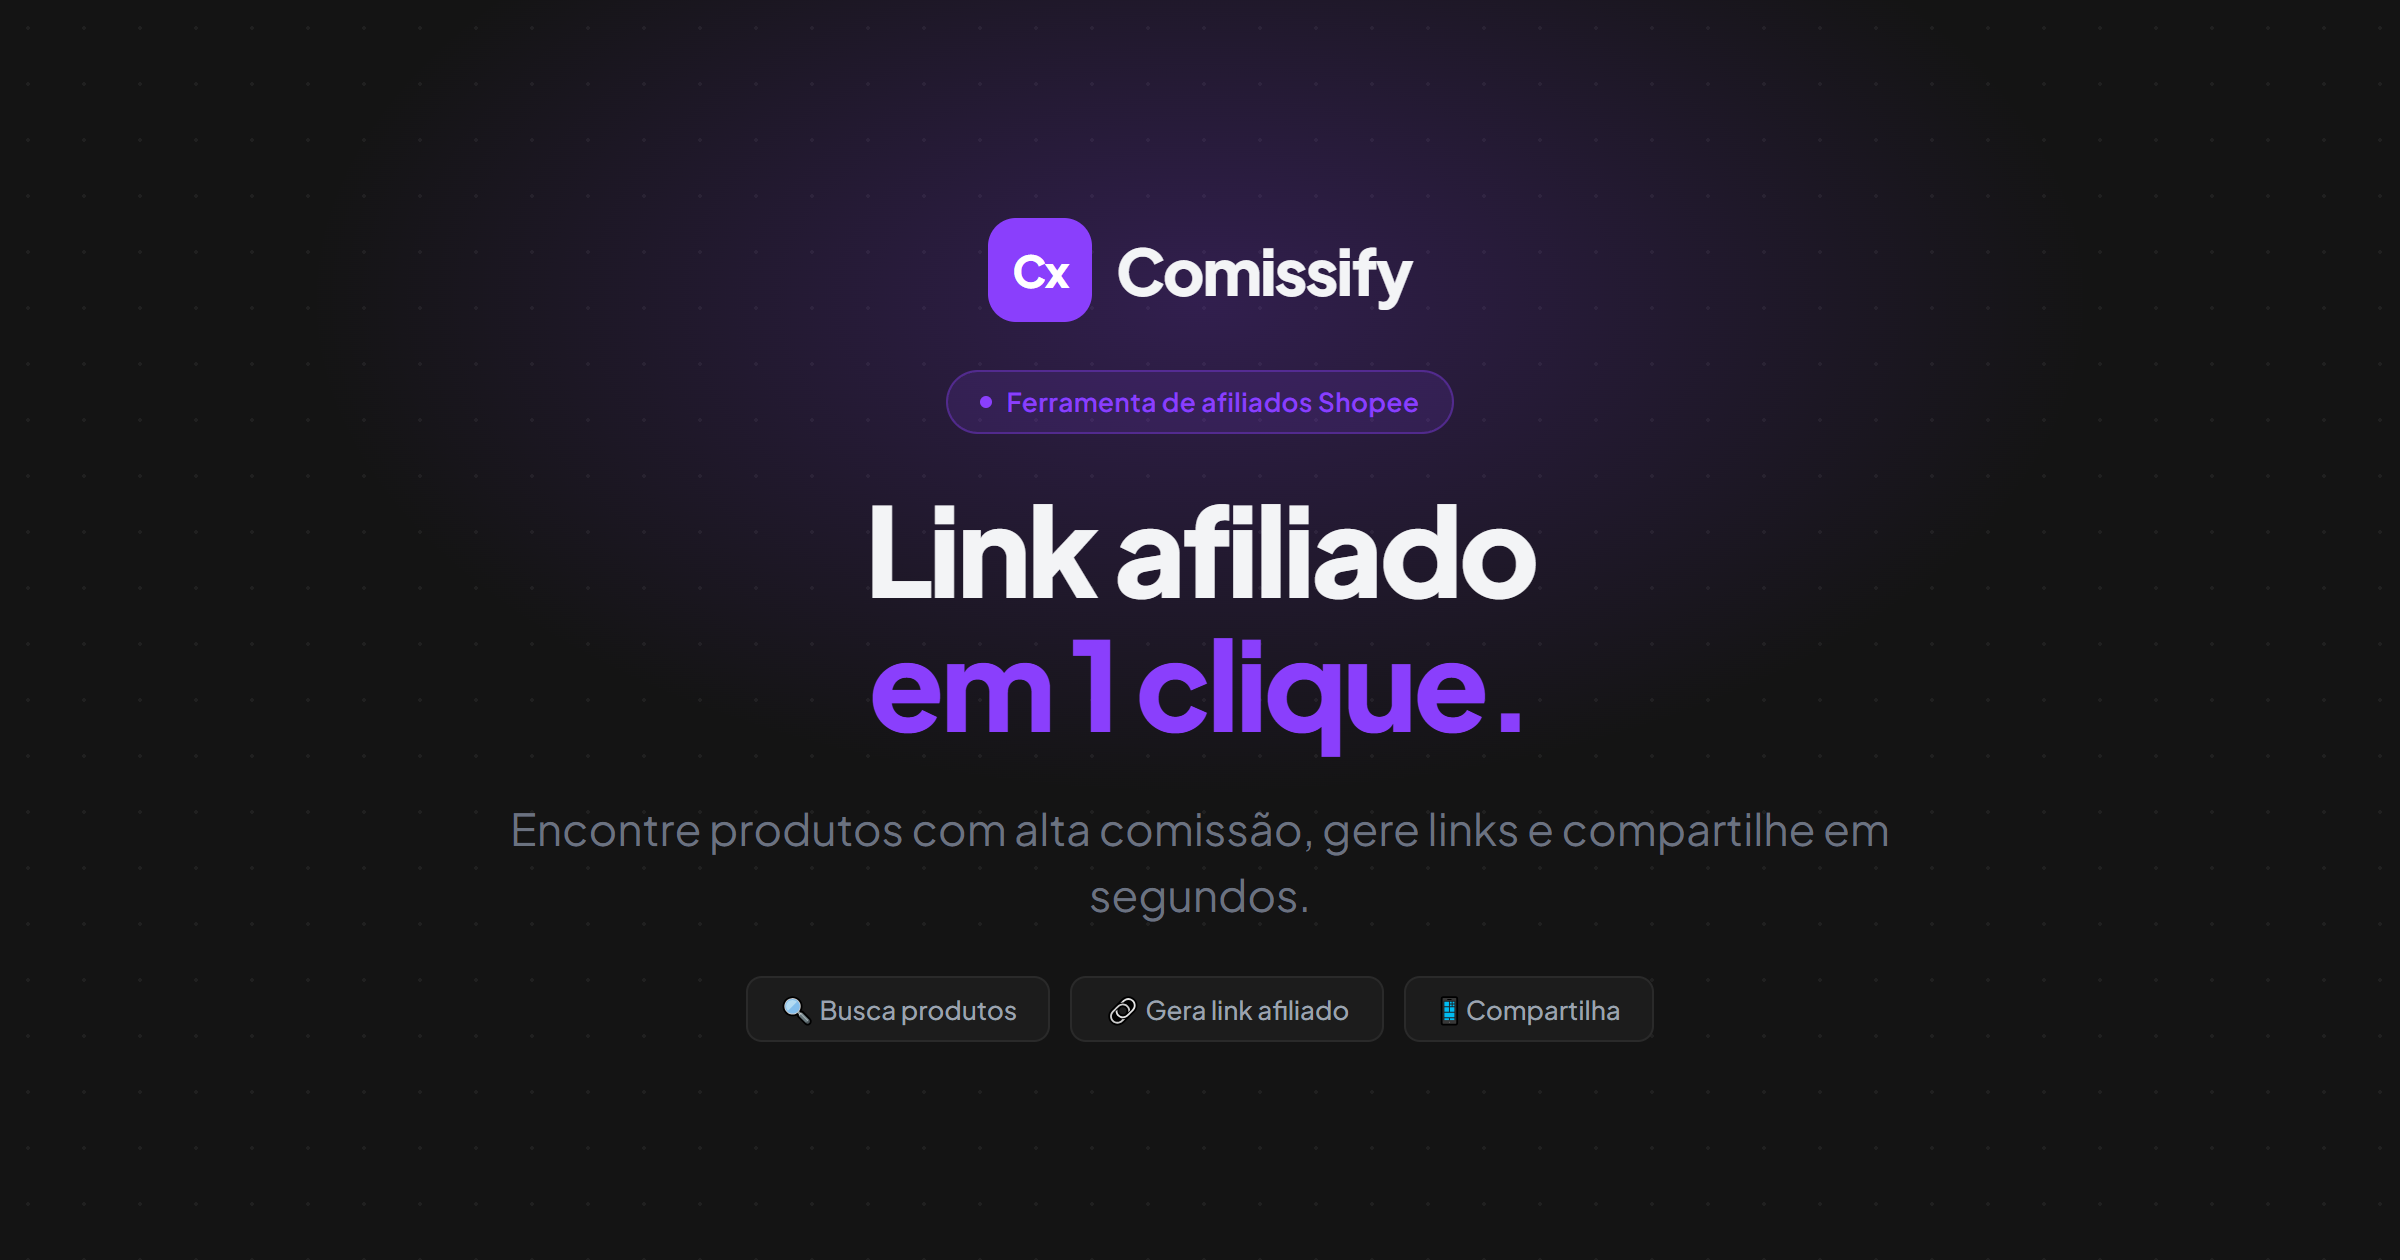 Cx Comissify
Ferramenta de afiliados Shopee
Link afiliado
em 1 clique.
Encontre produtos com alta comissão, gere links e compartilhe em
segundos.
Busca produtos
Gera link afiliado
Compartilha